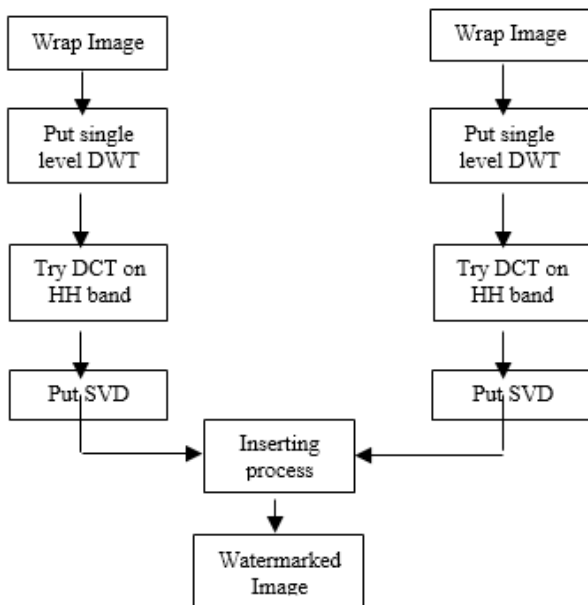 Wrap Image
Put single
level DWT
Try DCT on
HH band
Put SVD
Wrap Image
Put single
level DWT
Try DCT on
HH band
Put SVD
Inserting
process
Watermarked
Image